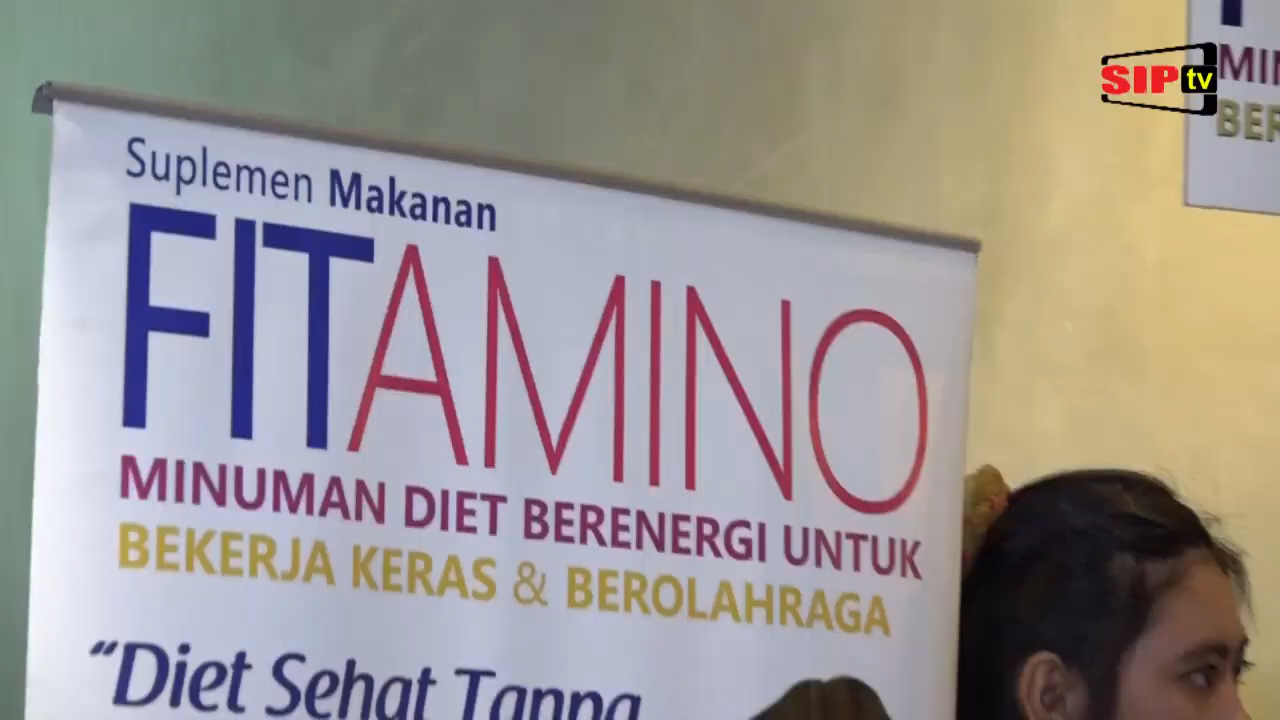 SIPtv
Suplemen Makanan
FITAMINO
MINUMAN DIET BERENERGI UNTUK
BEKERJA KERAS & BEROLAHRAGA
"Diet Sehat Tanpa